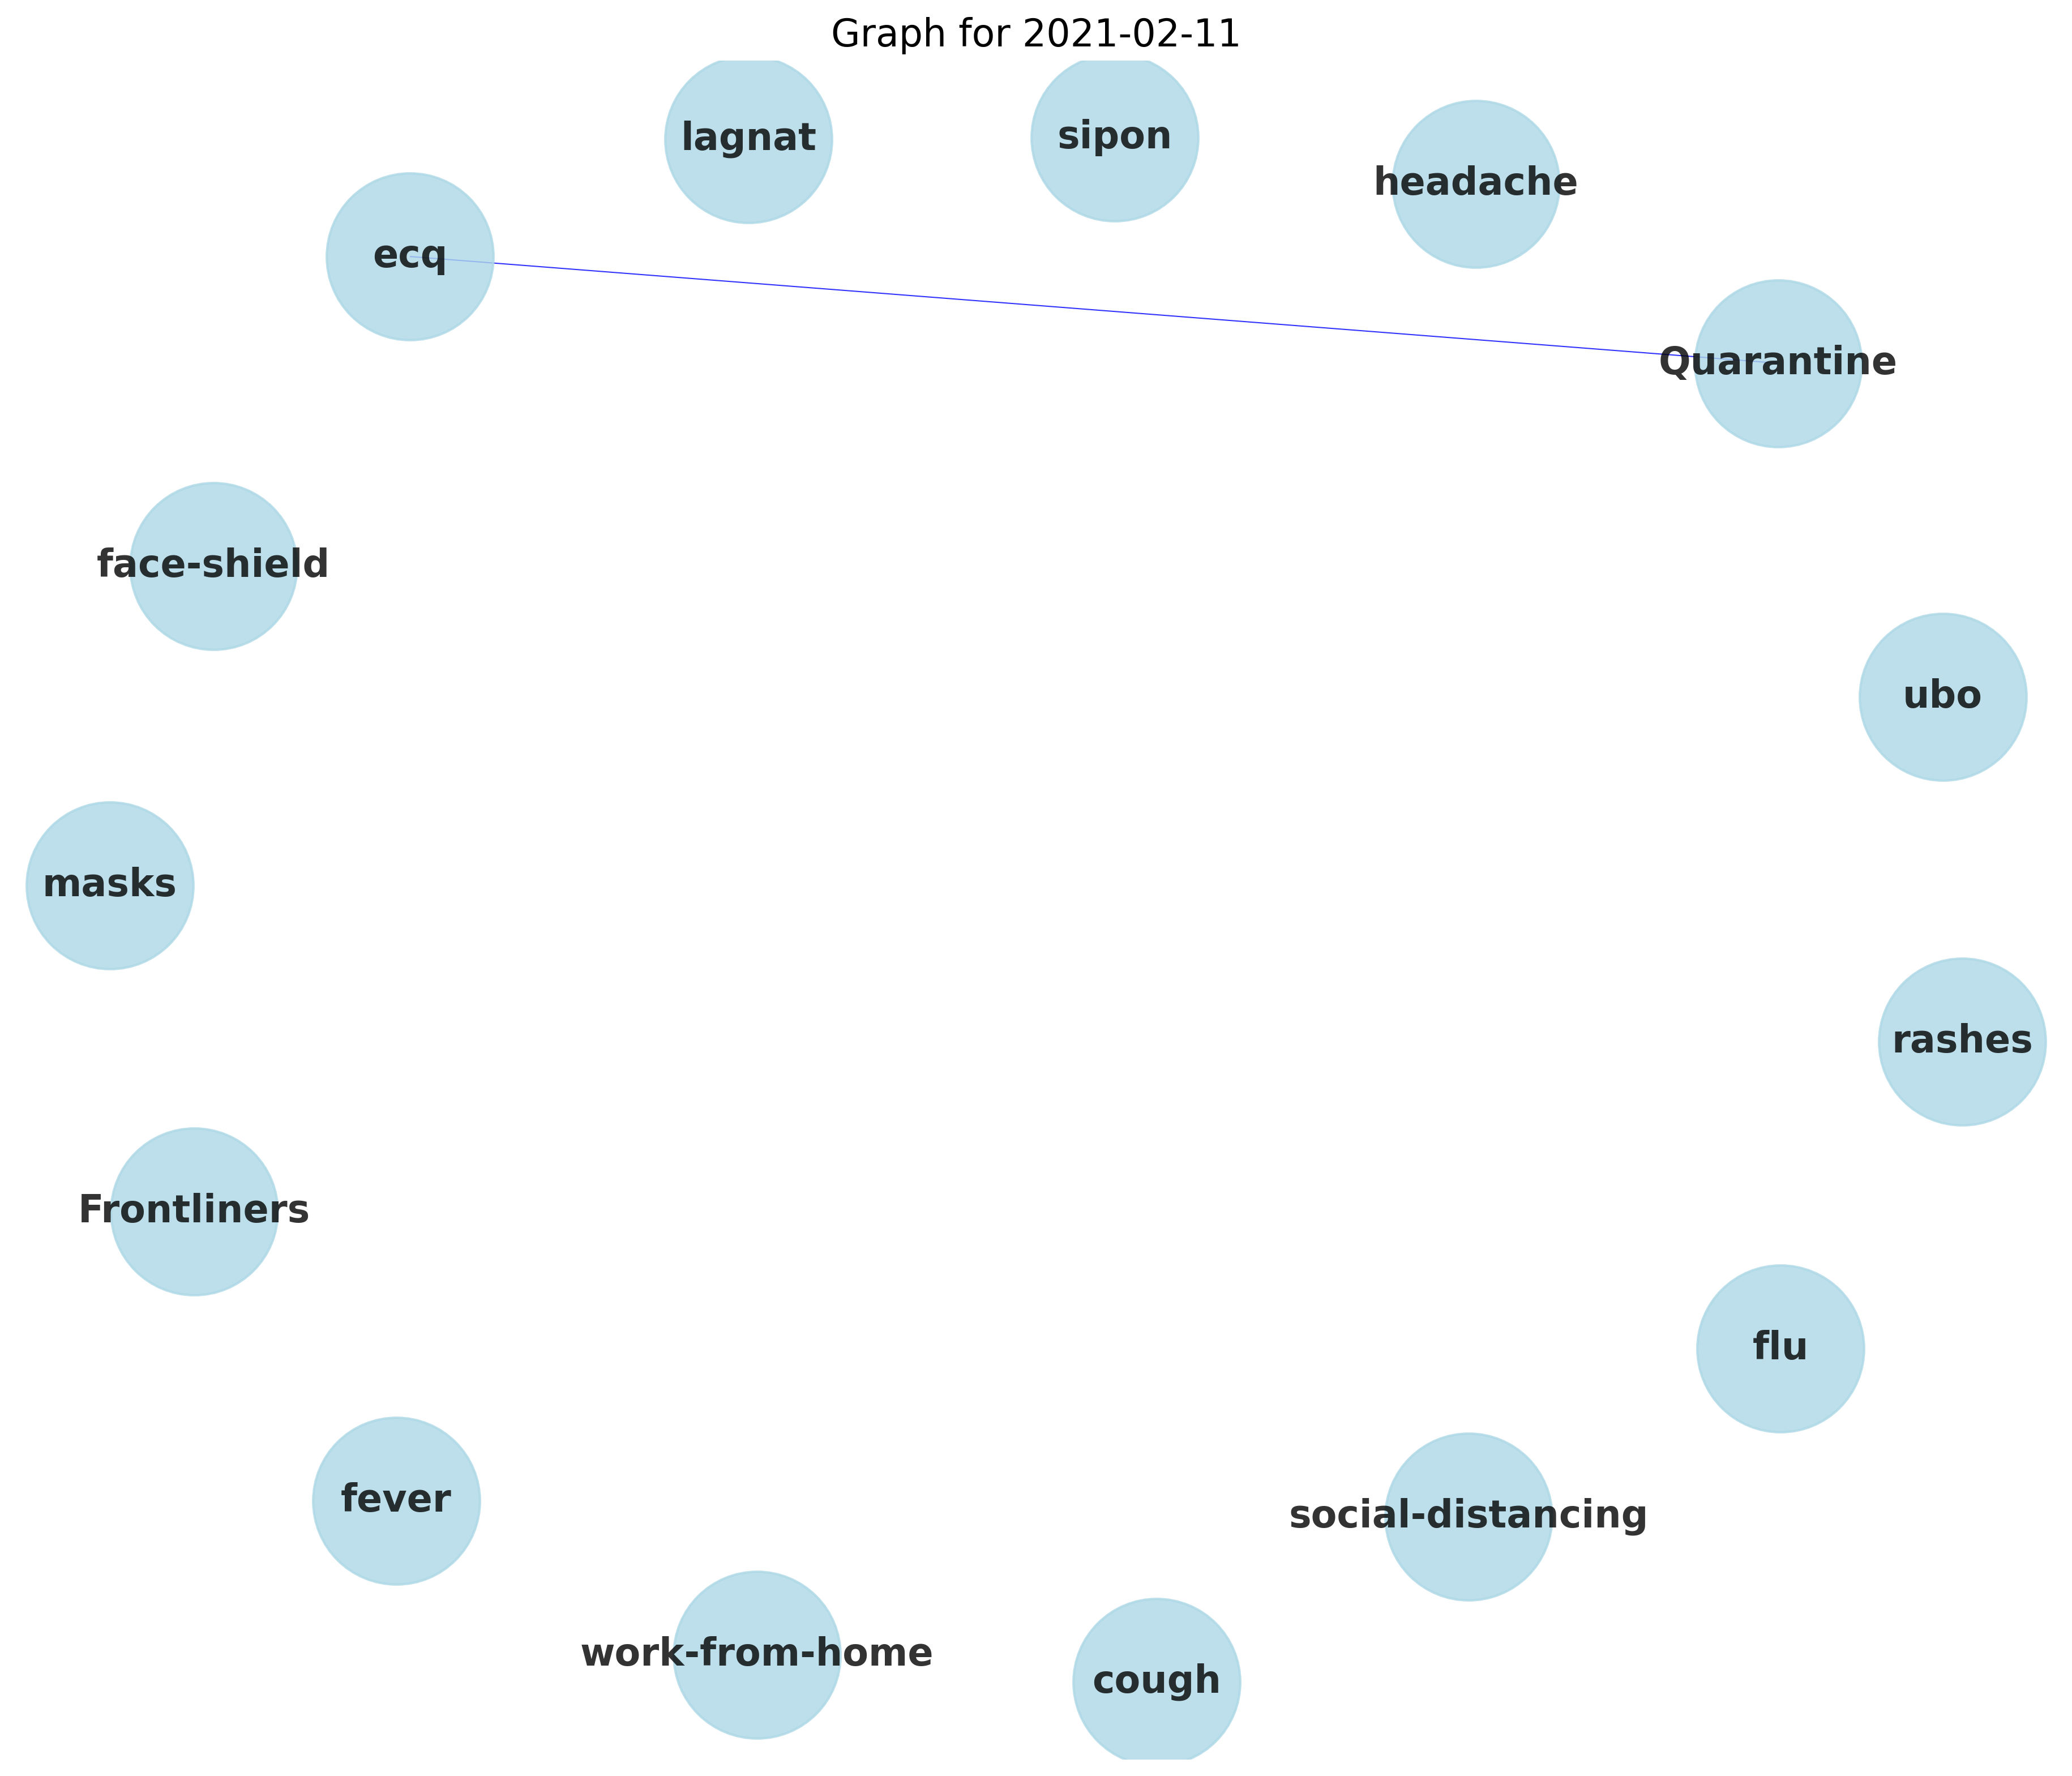 Graph for 2021-02-11
lagnat
sipon
headache
ecq
Quarantine
face-shield
ubo
masks
rashes
Frontliners
flu
fever
social-distancing
work-from-home
cough